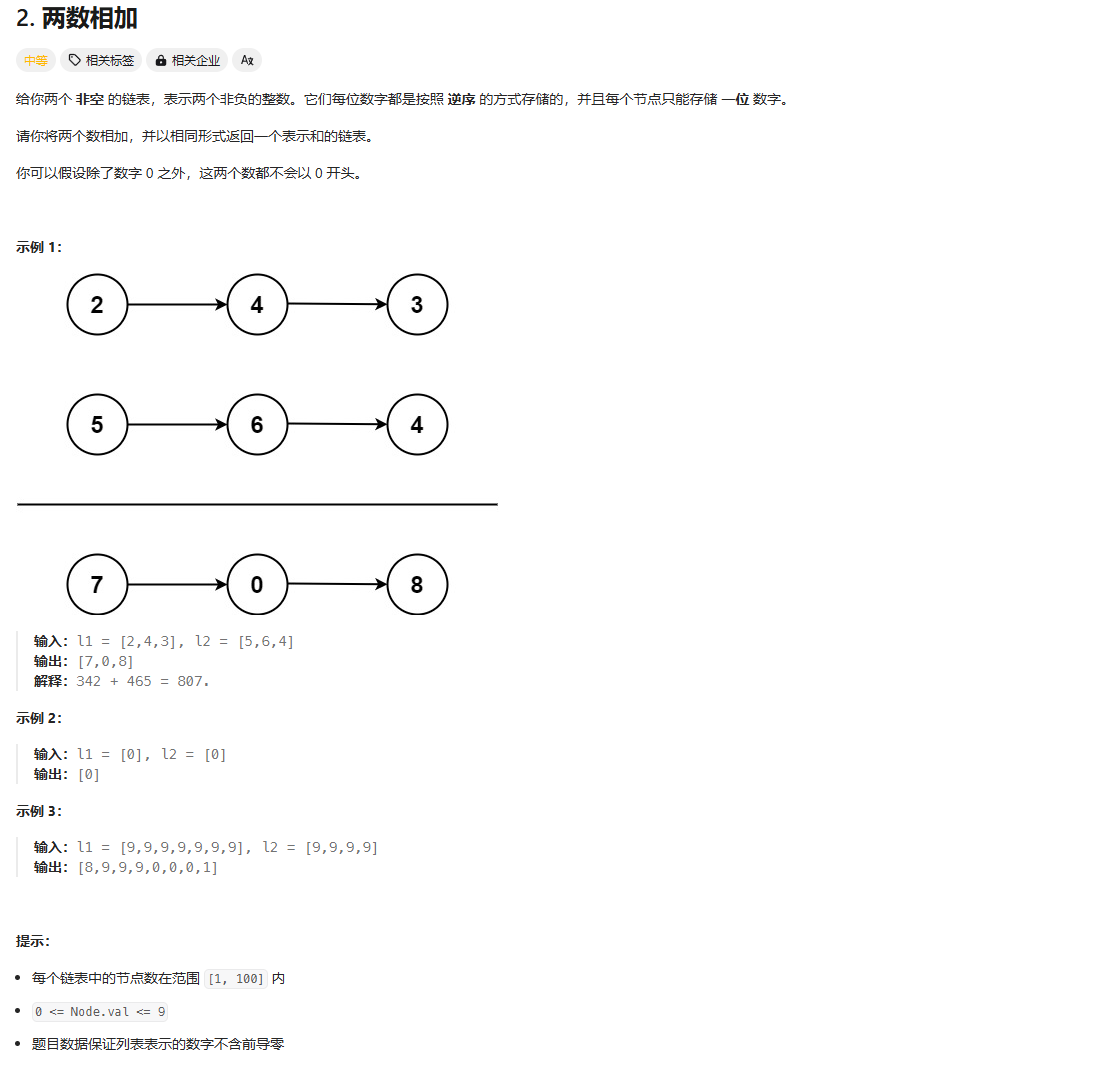 2. 两数相加
中等 相关标签 相关企业 Aあ
给你两个 非空 的链表，表示两个非负的整数。它们每位数字都是按照 逆序 的方式存储的，并且每个节点只能存储 一位 数字。
请你将两个数相加，并以相同形式返回一个表示和的链表。
你可以假设除了数字 0 之外，这两个数都不会以 0 开头。
示例 1：
2 4 3
5 6 4
7 0 8
输入：l1 = [2,4,3], l2 = [5,6,4]
输出：[7,0,8]
解释：342 + 465 = 807.
示例 2：
输入：l1 = [0], l2 = [0]
输出：[0]
示例 3：
输入：l1 = [9,9,9,9,9,9,9], l2 = [9,9,9,9]
输出：[8,9,9,9,0,0,0,1]
提示：
每个链表中的节点数在范围 [1, 100] 内
0 <= Node.val <= 9
题目数据保证列表表示的数字不含前导零